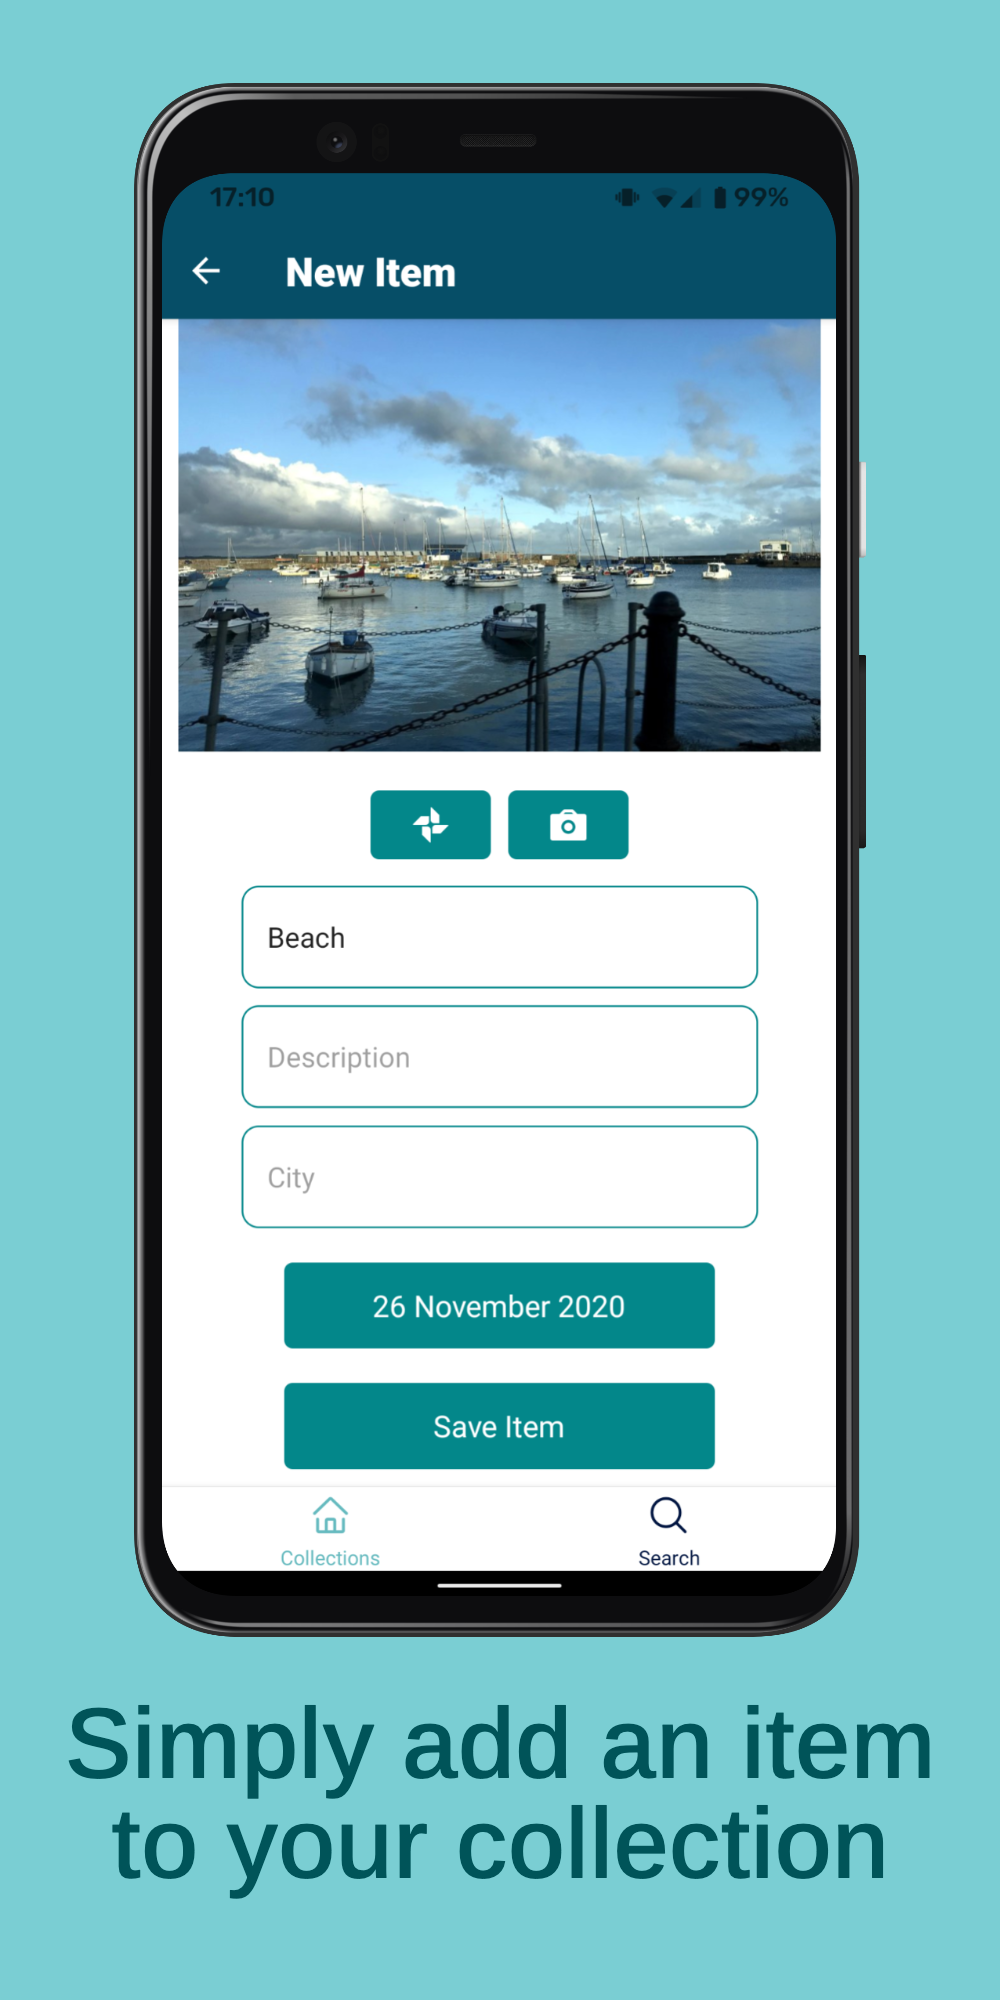 17:10
99%
New Item
Beach
Description
City
26 November 2020
Save Item
Collections
Search
Simply add an item
to your collection